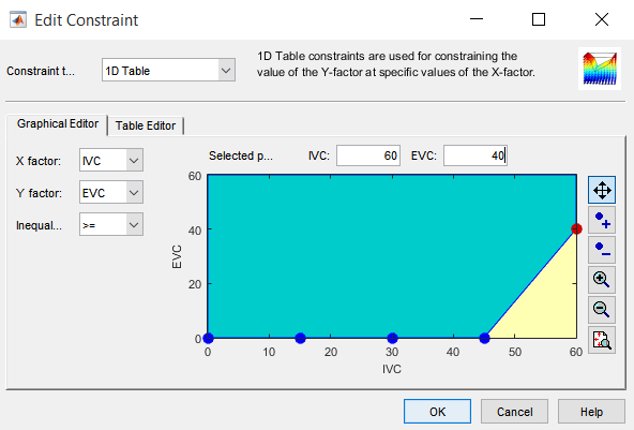 Edit Constraint
Constraint t...
1D Table
1D Table constraints are used for constraining the
value of the Y-factor at specific values of the X-factor.
Graphical Editor
Table Editor
X factor:
IVC
Selected p...
IVC:
60
EVC:
40
Y factor:
EVC
Inequal...
>=
60
40
20
0
EVC
0
10
20
30
40
50
60
IVC
OK
Cancel
Help